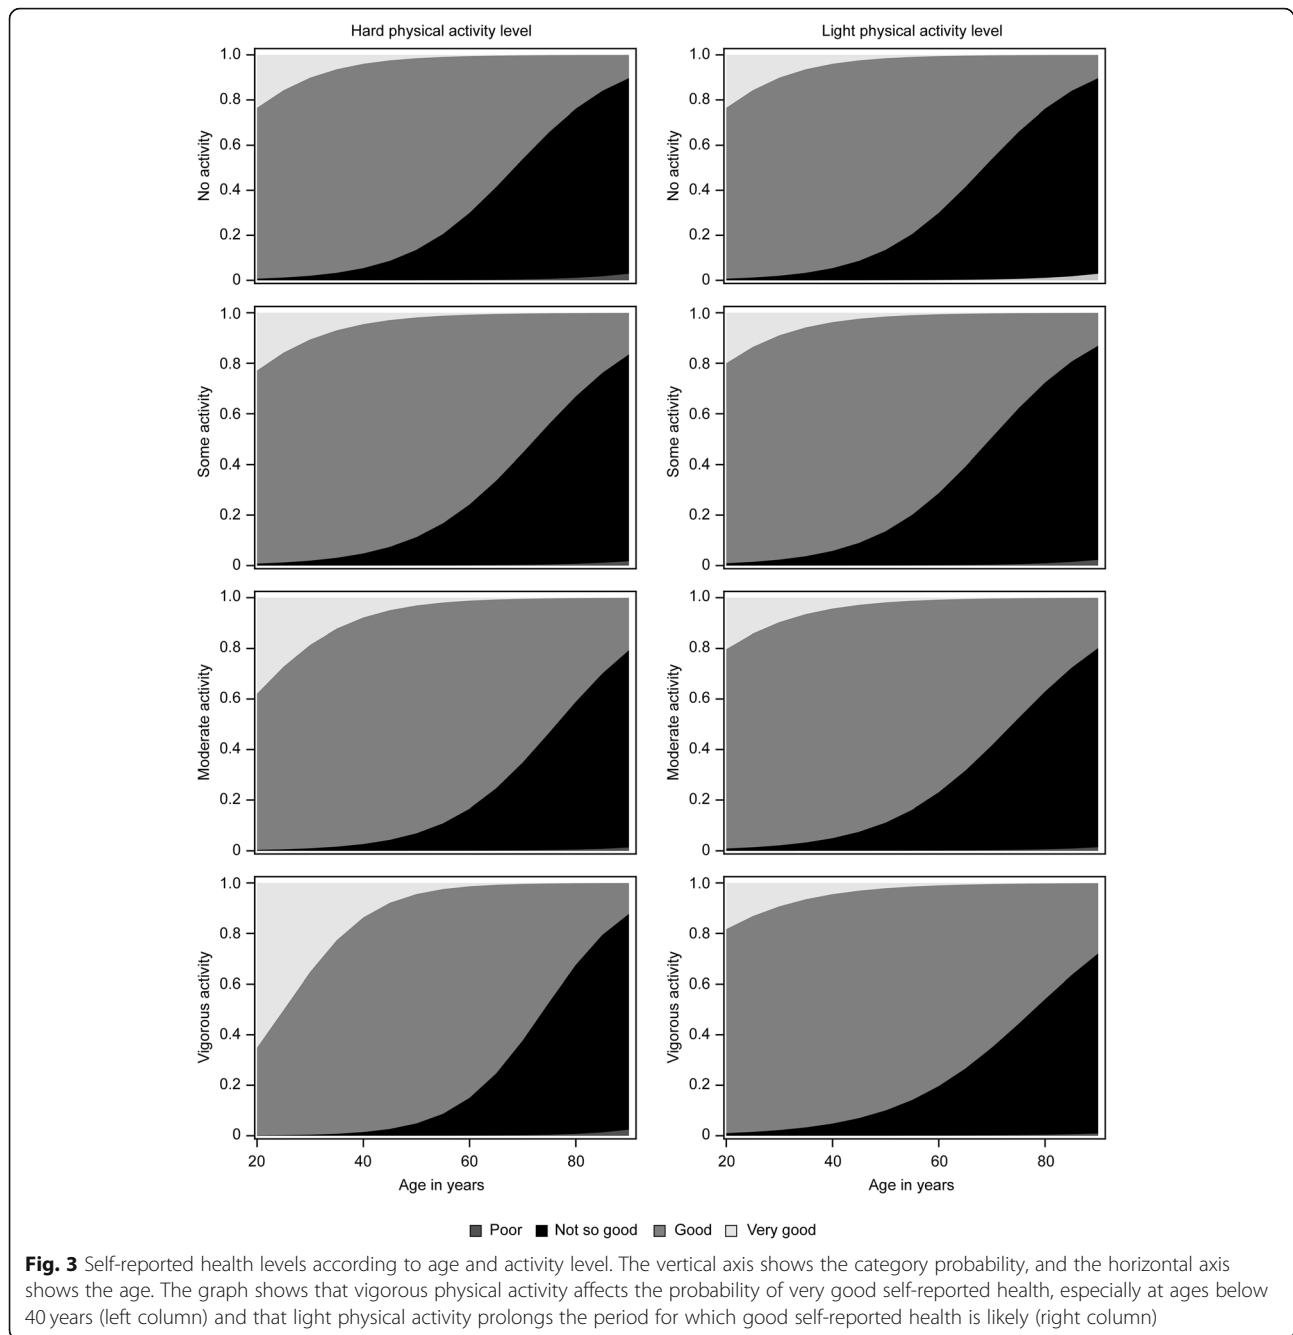 Hard physical activity level
Light physical activity level
No activity
1.0
0.8
0.6
0.4
0.2
0
No activity
1.0
0.8
0.6
0.4
0.2
0
Some activity
1.0
0.8
0.6
0.4
0.2
0
Some activity
1.0
0.8
0.6
0.4
0.2
0
Moderate activity
1.0
0.8
0.6
0.4
0.2
0
Moderate activity
1.0
0.8
0.6
0.4
0.2
0
Vigorous activity
1.0
0.8
0.6
0.4
0.2
0
20 40 60 80
Age in years
Vigorous activity
1.0
0.8
0.6
0.4
0.2
0
20 40 60 80
Age in years
Poor Not so good Good Very good
Fig. 3 Self-reported health levels according to age and activity level. The vertical axis shows the category probability, and the horizontal axis
shows the age. The graph shows that vigorous physical activity affects the probability of very good self-reported health, especially at ages below
40 years (left column) and that light physical activity prolongs the period for which good self-reported health is likely (right column)